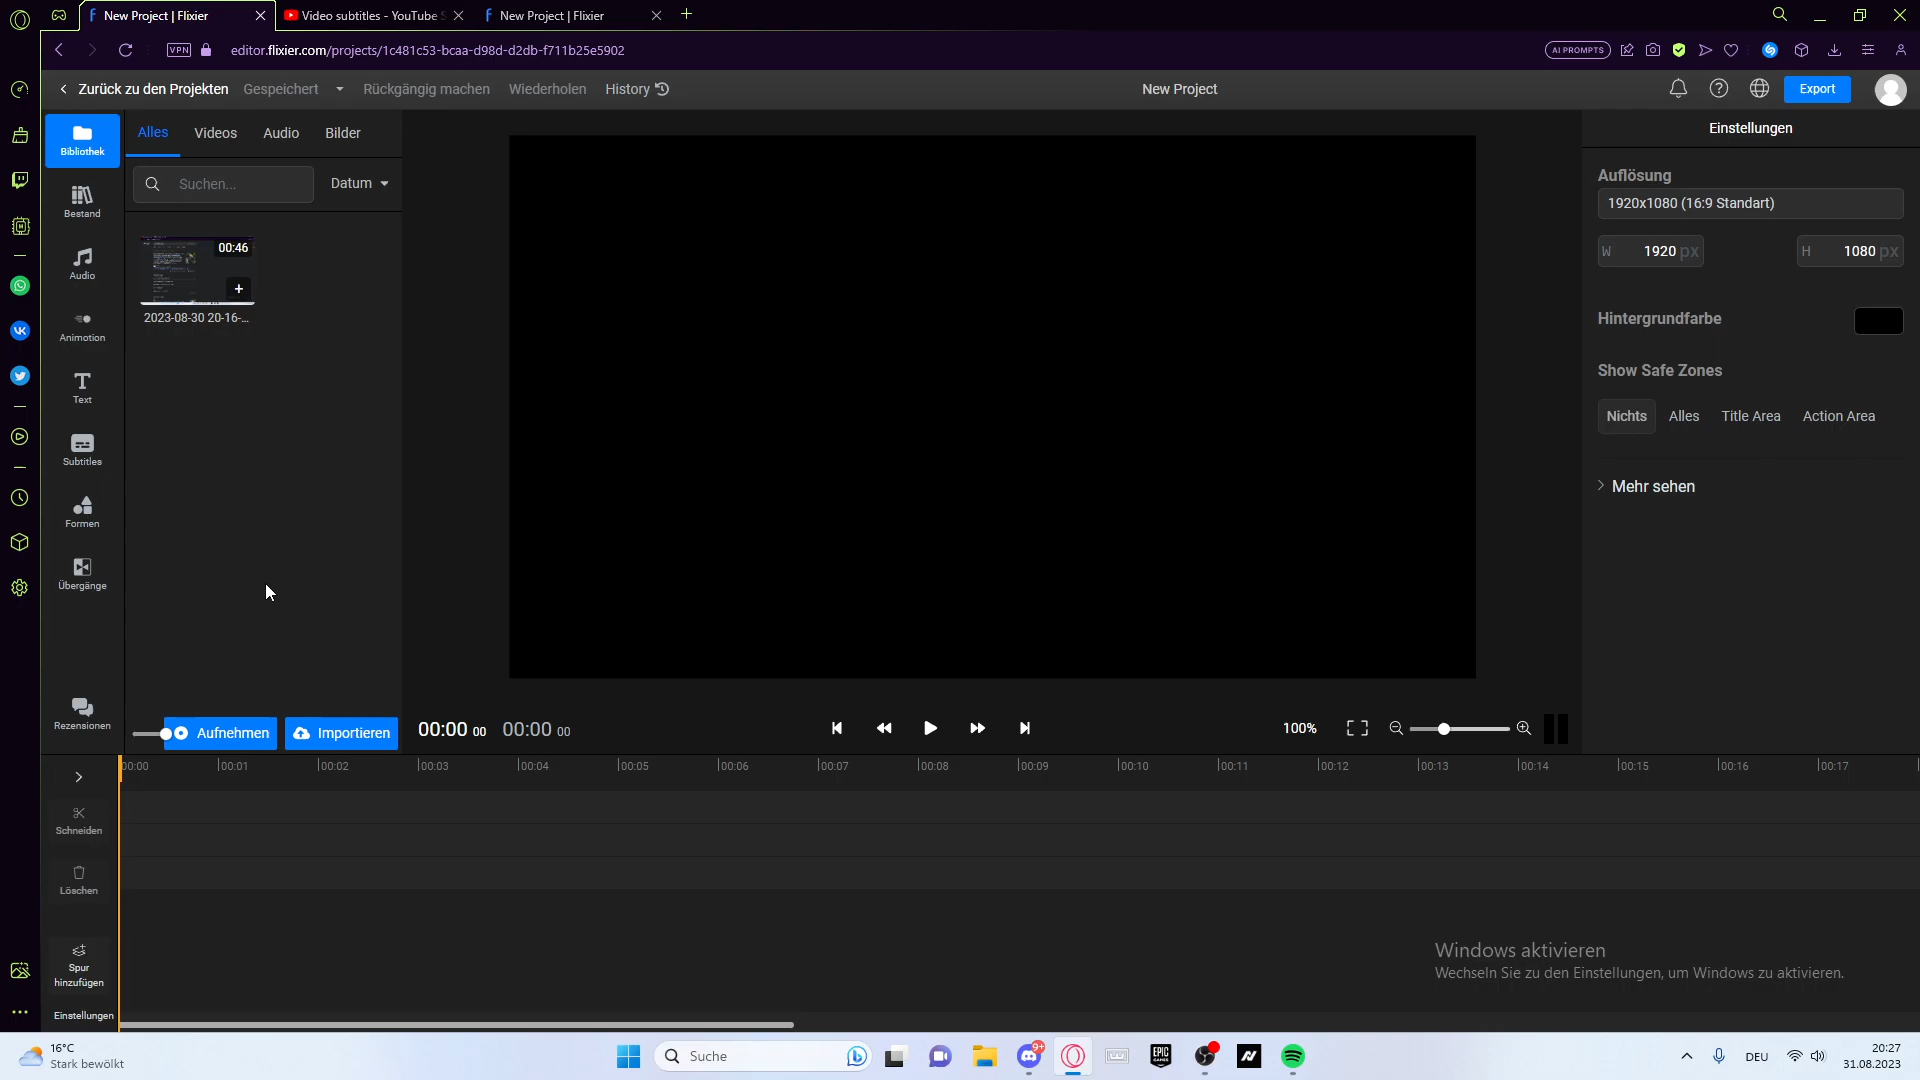 New Project | Flixier
Video subtitles - YouTube S
New Project | Flixier
VPN
editor.flixier.com/projects/1c481c53-bcaa-d98d-d2db-f711b25e5902
AI PROMPTS
Zurück zu den Projekten
Gespeichert
Rückgängig machen
Wiederholen
History
New Project
Export
Bibliothek
Alles
Videos
Audio
Bilder
Einstellungen
Suchen...
Datum
Auflösung
1920x1080 (16:9 Standart)
Bestand
W 1920 px
H 1080 px
00:46
Audio
2023-08-30 20-16-...
Hintergrundfarbe
Animotion
Show Safe Zones
Text
Nichts
Alles
Title Area
Action Area
Subtitles
Mehr sehen
Formen
Übergänge
Rezensionen
Aufnehmen
Importieren
00:00 00
00:00 00
100%
00:00
00:01
00:02
00:03
00:04
00:05
00:06
00:07
00:08
00:09
00:10
00:11
00:12
00:13
00:14
00:15
00:16
00:17
Schneiden
Löschen
Spur
hinzufügen
Einstellungen
Windows aktivieren
Wechseln Sie zu den Einstellungen, um Windows zu aktivieren.
16°C
Stark bewölkt
Suche
9+
EPIC
GAMES
DEU
20:27
31.08.2023